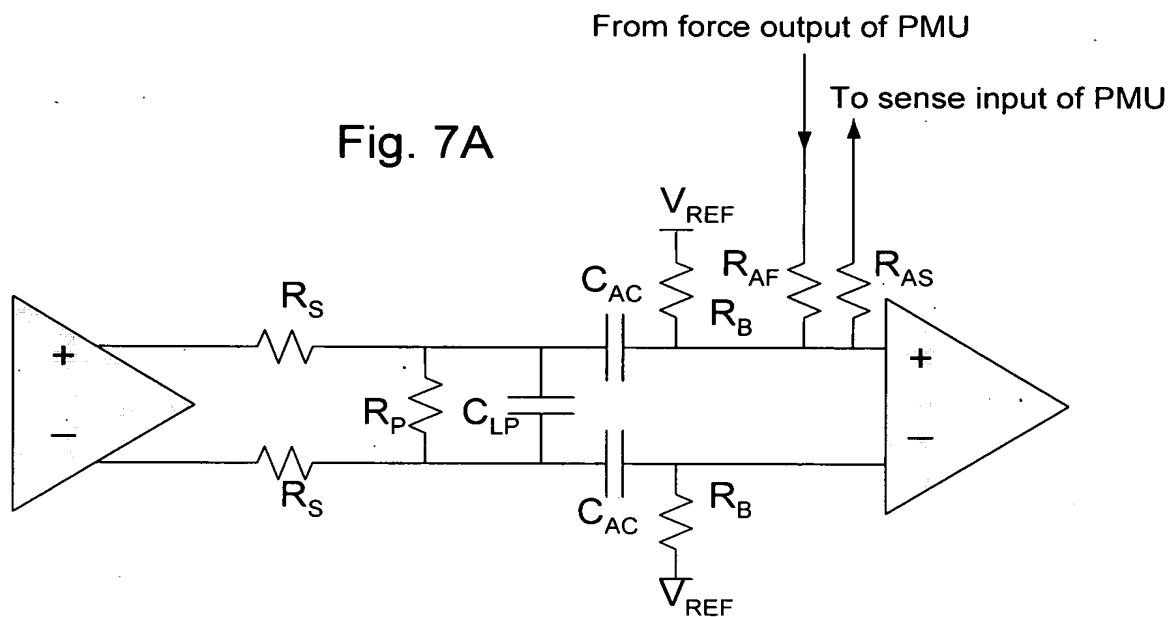 From force output of PMU
To sense input of PMU
Fig. 7A
V_REF
R_AF
R_AS
C_AC
R_B
R_S
+
+
R_P
C_LP
−
−
R_S
C_AC
R_B
V_REF